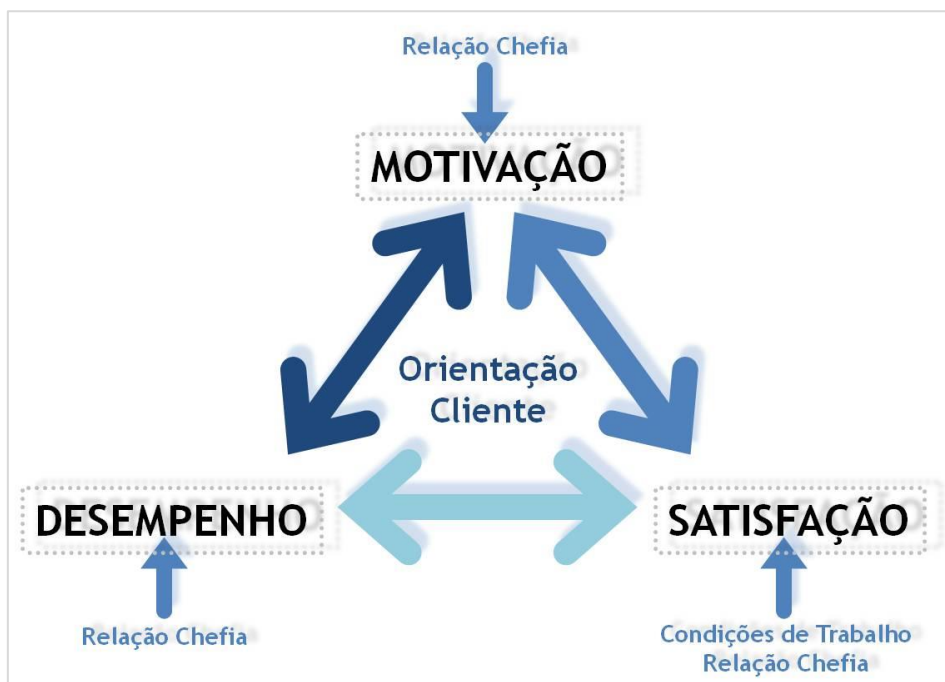 Relação Chefia
MOTIVAÇÃO
Orientação
Cliente
DESEMPENHO
SATISFAÇÃO
Relação Chefia
Condições de Trabalho
Relação Chefia